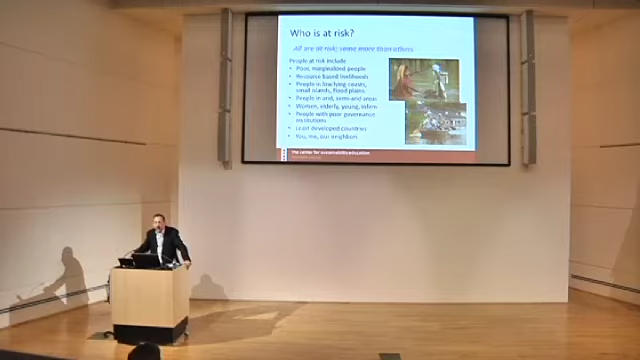 Who is at risk?
All are at risk; some more than others
People at risk include
• Poor, marginalized people
• Resource based livelihoods
• People in low lying coasts,
small islands, flood plains
• People in arid, semi-arid areas
• Women, elderly, young, infirm
• People with poor governance
institutions
• Least developed countries
• You, me, our neighbors
The center for sustainability education